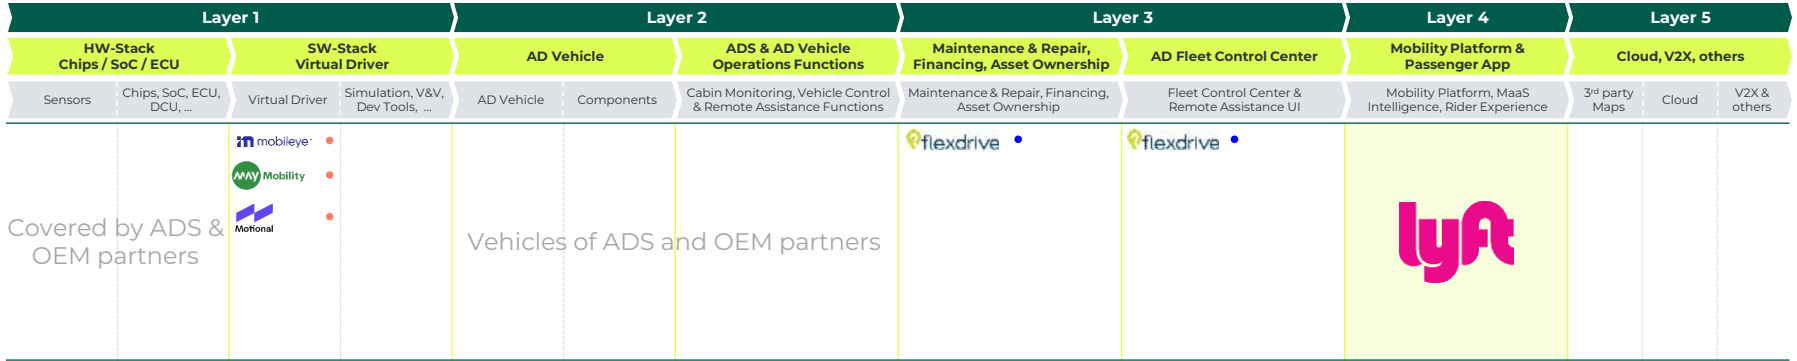 Layer 1
Layer 2
Layer 3
Layer 4
Layer 5
HW-Stack
Chips / SoC / ECU
SW-Stack
Virtual Driver
AD Vehicle
ADS & AD Vehicle
Operations Functions
Maintenance & Repair,
Financing, Asset Ownership
AD Fleet Control Center
Mobility Platform &
Passenger App
Cloud, V2X, others
Sensors
Chips, SoC, ECU,
DCU, ...
Virtual Driver
Simulation, V&V,
Dev Tools, ...
AD Vehicle
Components
Cabin Monitoring, Vehicle Control
& Remote Assistance Functions
Maintenance & Repair, Financing,
Asset Ownership
Fleet Control Center &
Remote Assistance UI
Mobility Platform, MaaS
Intelligence, Rider Experience
3rd party
Maps
Cloud
V2X &
others
Covered by ADS &
OEM partners
mobileye
may Mobility
Motional
Vehicles of ADS and OEM partners
flexdrive
flexdrive
lyft